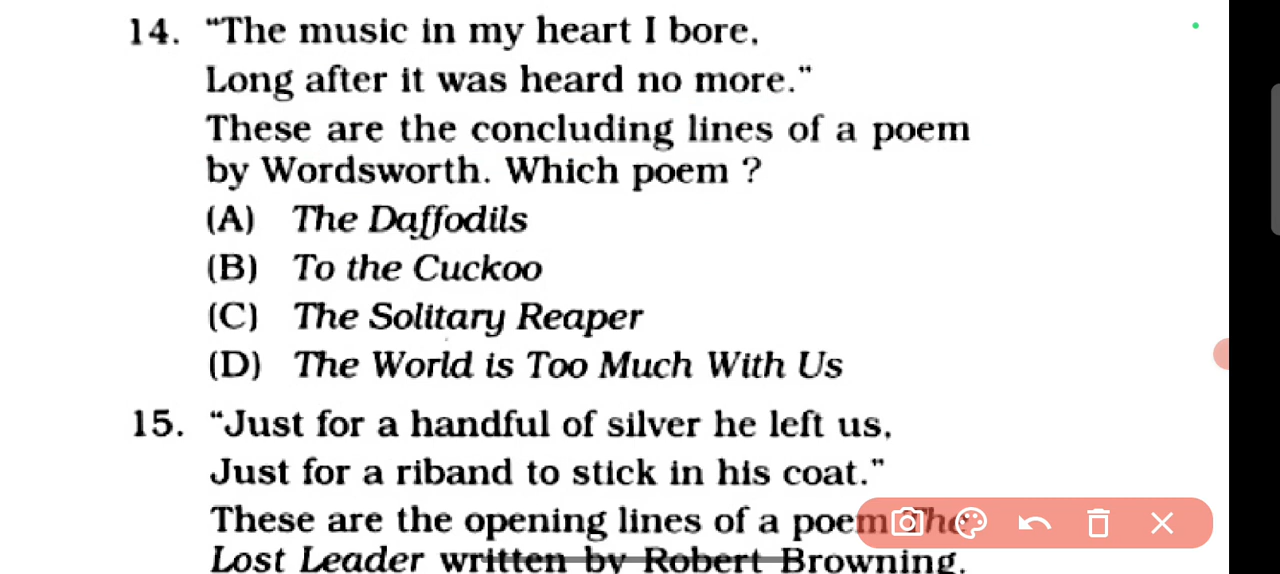 14. “The music in my heart I bore,
Long after it was heard no more.”
These are the concluding lines of a poem
by Wordsworth. Which poem ?
(A) The Daffodils
(B) To the Cuckoo
(C) The Solitary Reaper
(D) The World is Too Much With Us
15. “Just for a handful of silver he left us,
Just for a riband to stick in his coat.”
These are the opening lines of a poem The
Lost Leader written by Robert Browning.